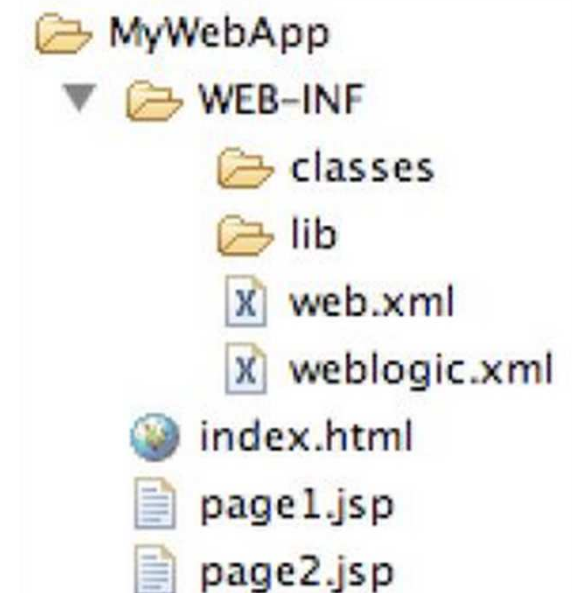 MyWebApp
WEB-INF
classes
lib
web.xml
weblogic.xml
index.html
page1.jsp
page2.jsp